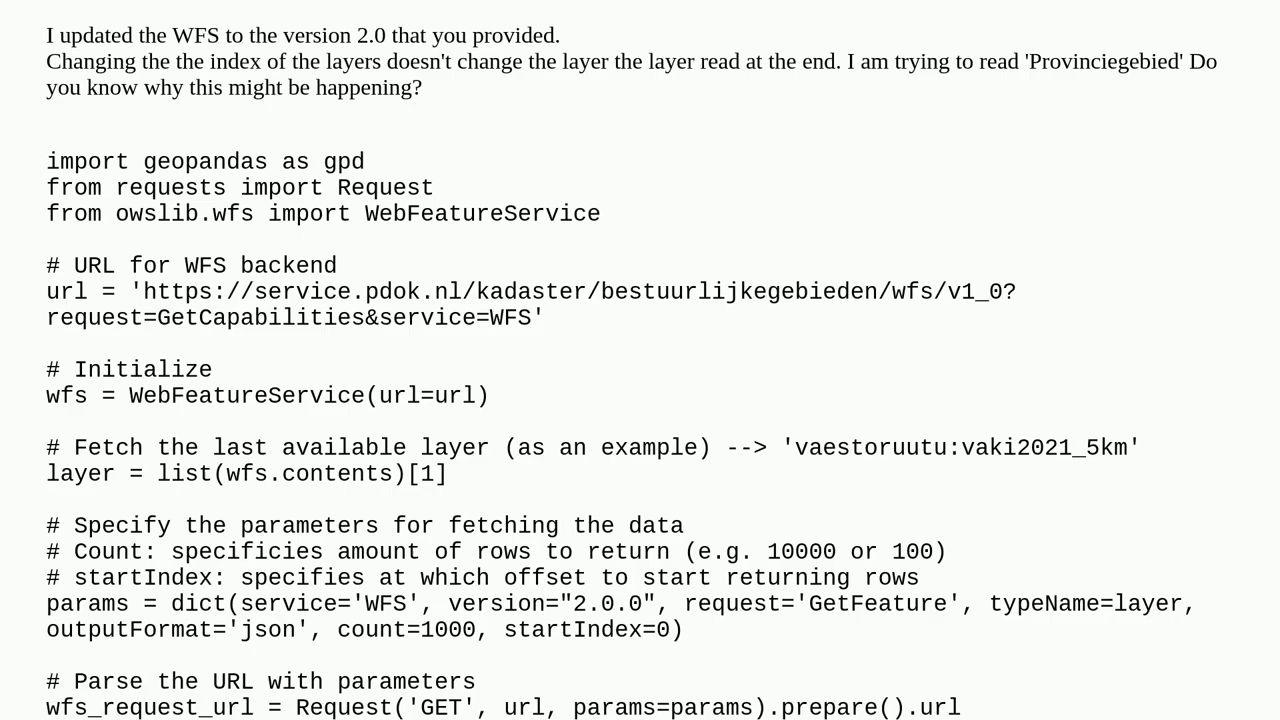 I updated the WFS to the version 2.0 that you provided.
Changing the the index of the layers doesn't change the layer the layer read at the end. I am trying to read 'Provinciegebied' Do
you know why this might be happening?
import geopandas as gpd
from requests import Request
from owslib.wfs import WebFeatureService
# URL for WFS backend
url = 'https://service.pdok.nl/kadaster/bestuurlijkegebieden/wfs/v1_0?
request=GetCapabilities&service=WFS'
# Initialize
wfs = WebFeatureService(url=url)
# Fetch the last available layer (as an example) --> 'vaestoruutu:vaki2021_5km'
layer = list(wfs.contents)[1]
# Specify the parameters for fetching the data
# Count: specificies amount of rows to return (e.g. 10000 or 100)
# startIndex: specifies at which offset to start returning rows
params = dict(service='WFS', version="2.0.0", request='GetFeature', typeName=layer,
outputFormat='json', count=1000, startIndex=0)
# Parse the URL with parameters
wfs_request_url = Request('GET', url, params=params).prepare().url